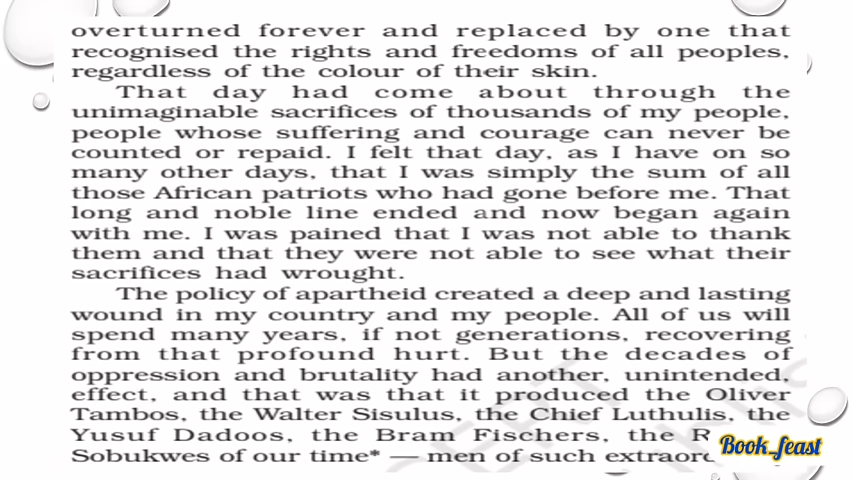 overturned forever and replaced by one that
recognised the rights and freedoms of all peoples,
regardless of the colour of their skin.
That day had come about through the
unimaginable sacrifices of thousands of my people,
people whose suffering and courage can never be
counted or repaid. I felt that day, as I have on so
many other days, that I was simply the sum of all
those African patriots who had gone before me. That
long and noble line ended and now began again
with me. I was pained that I was not able to thank
them and that they were not able to see what their
sacrifices had wrought.
The policy of apartheid created a deep and lasting
wound in my country and my people. All of us will
spend many years, if not generations, recovering
from that profound hurt. But the decades of
oppression and brutality had another, unintended,
effect, and that was that it produced the Oliver
Tambos, the Walter Sisulus, the Chief Luthulis, the
Yusuf Dadoos, the Bram Fischers, the
Sobukwes of our time* — men of such
Book_feast